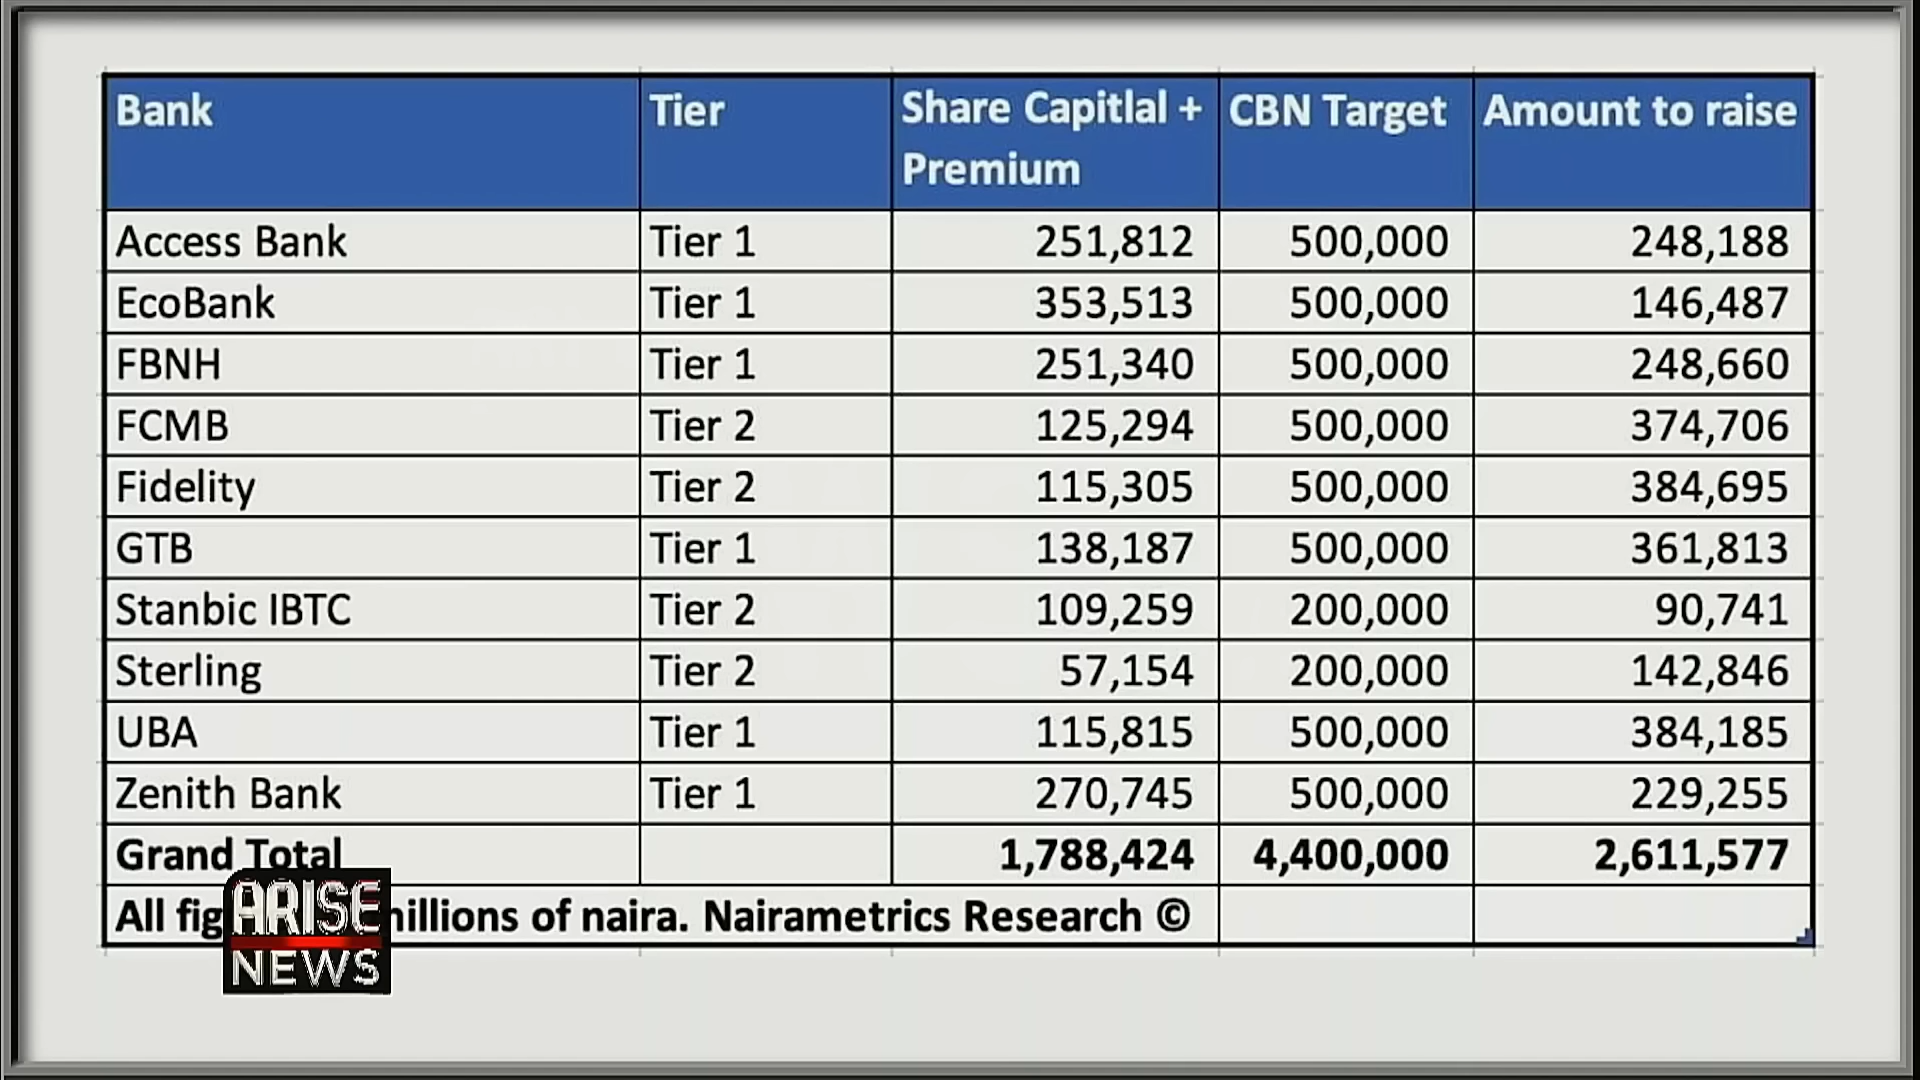 Bank Tier Share Capitlal + Premium CBN Target Amount to raise
Access Bank Tier 1 251,812 500,000 248,188
EcoBank Tier 1 353,513 500,000 146,487
FBNH Tier 1 251,340 500,000 248,660
FCMB Tier 2 125,294 500,000 374,706
Fidelity Tier 2 115,305 500,000 384,695
GTB Tier 1 138,187 500,000 361,813
Stanbic IBTC Tier 2 109,259 200,000 90,741
Sterling Tier 2 57,154 200,000 142,846
UBA Tier 1 115,815 500,000 384,185
Zenith Bank Tier 1 270,745 500,000 229,255
Grand Total 1,788,424 4,400,000 2,611,577
All of naira. Nairametrics Research ©
ARISE
NEWS